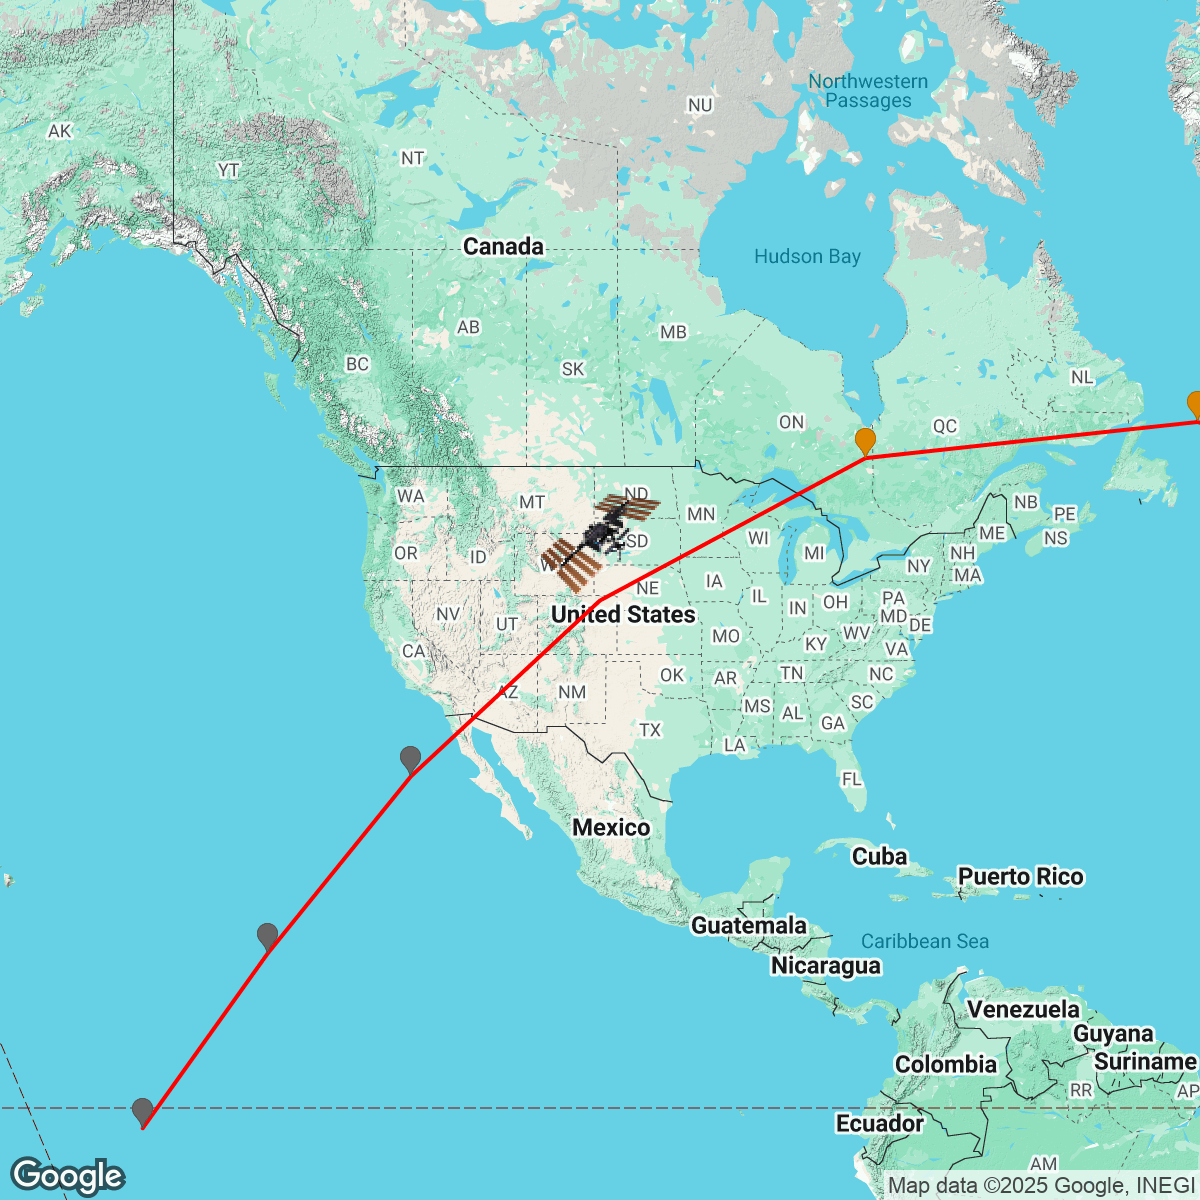 NU
Northwestern
Passages
AK
NT
YT
Canada
Hudson Bay
AB
MB
BC
SK
NL
ON
QC
WA
MT
ND
MN
NB
PE
ME
NS
OR
ID
SD
WI
MI
NH
NY
MA
W
NE
IA
IL
IN
OH
PA
MD
DE
NV
UT
United States
MO
KY
WV
VA
CA
OK
AR
TN
NC
AZ
NM
MS
AL
SC
GA
TX
LA
FL
Mexico
Cuba
Puerto Rico
Guatemala
Caribbean Sea
Nicaragua
Venezuela
Guyana
Colombia
Suriname
RR
AP
Ecuador
AM
Google
Map data ©2025 Google, INEGI